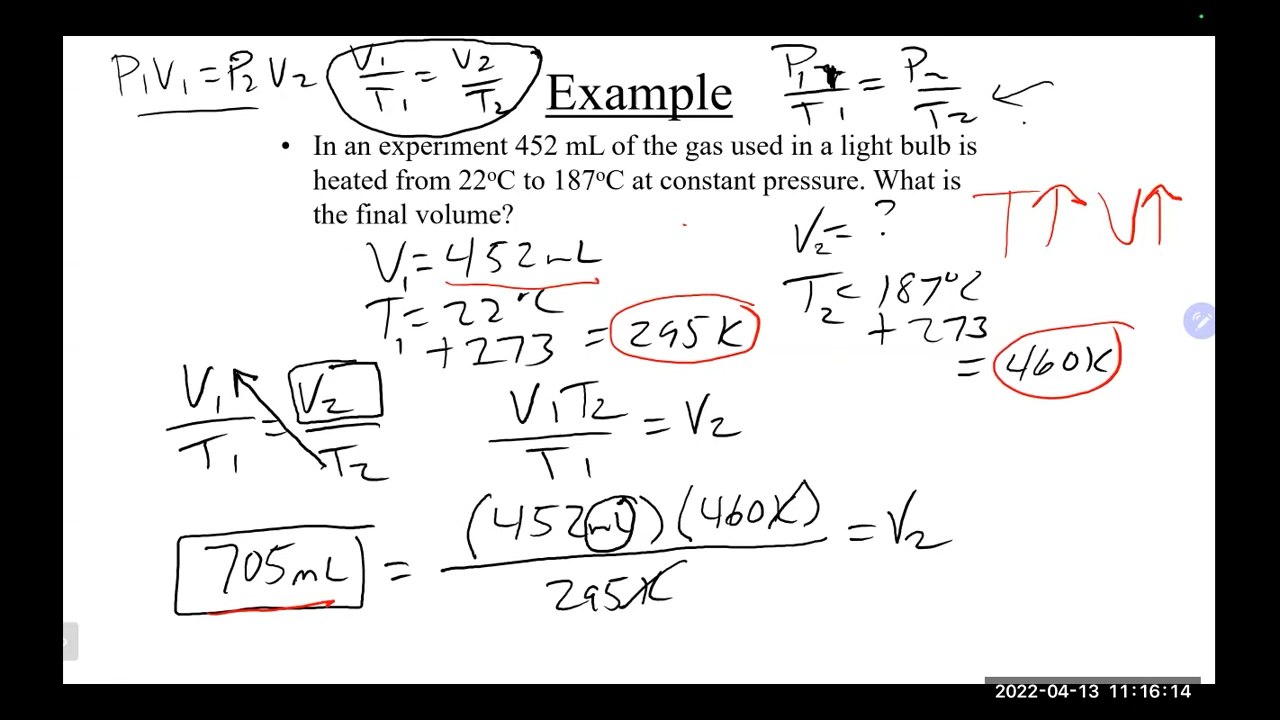 P₁V₁ = P₂V₂ V₁/T₁ = V₂/T₂ Example P₁/T₁ = P₂/T₂
• In an experiment 452 mL of the gas used in a light bulb is
heated from 22°C to 187°C at constant pressure. What is
the final volume?
T↑ V↑
V₁ = 452 mL
T₁ = 22°C
+273 = 295K
V₂ = ?
T₂ = 187°C
+273
= 460K
V₁/T₁ = V₂/T₂
V₁T₂/T₁ = V₂
705 mL = (452 mL)(460K)/295K = V₂
2022-04-13 11:16:14